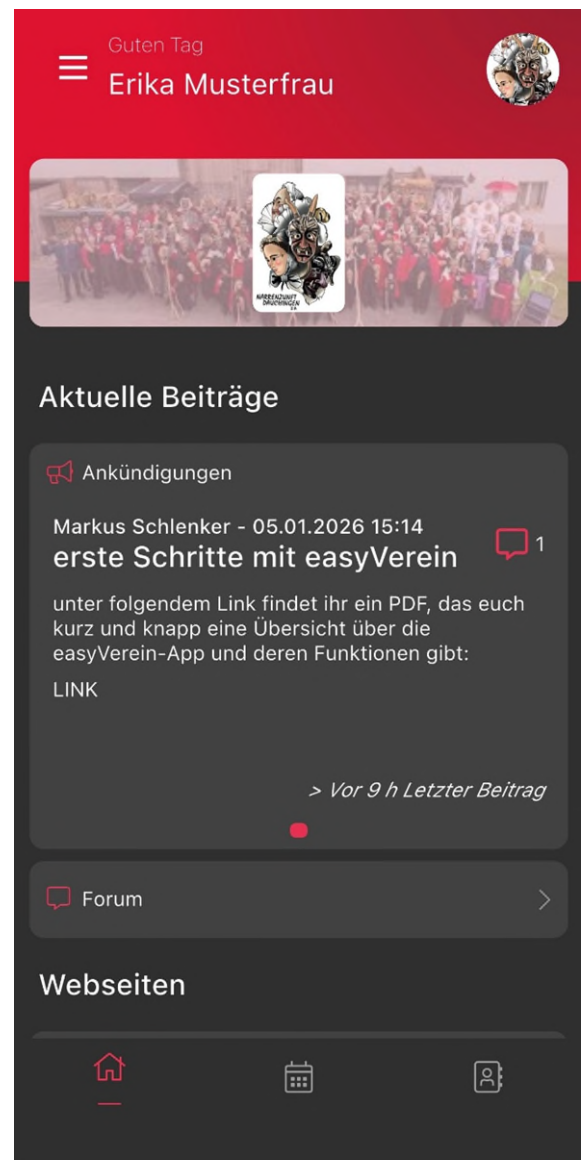 Guten Tag
Erika Musterfrau
NARRENZUNFT
DAUCHINGEN
e.V.
Aktuelle Beiträge
Ankündigungen
Markus Schlenker - 05.01.2026 15:14
erste Schritte mit easyVerein
1
unter folgendem Link findet ihr ein PDF, das euch
kurz und knapp eine Übersicht über die
easyVerein-App und deren Funktionen gibt:
LINK
> Vor 9 h Letzter Beitrag
Forum
Webseiten